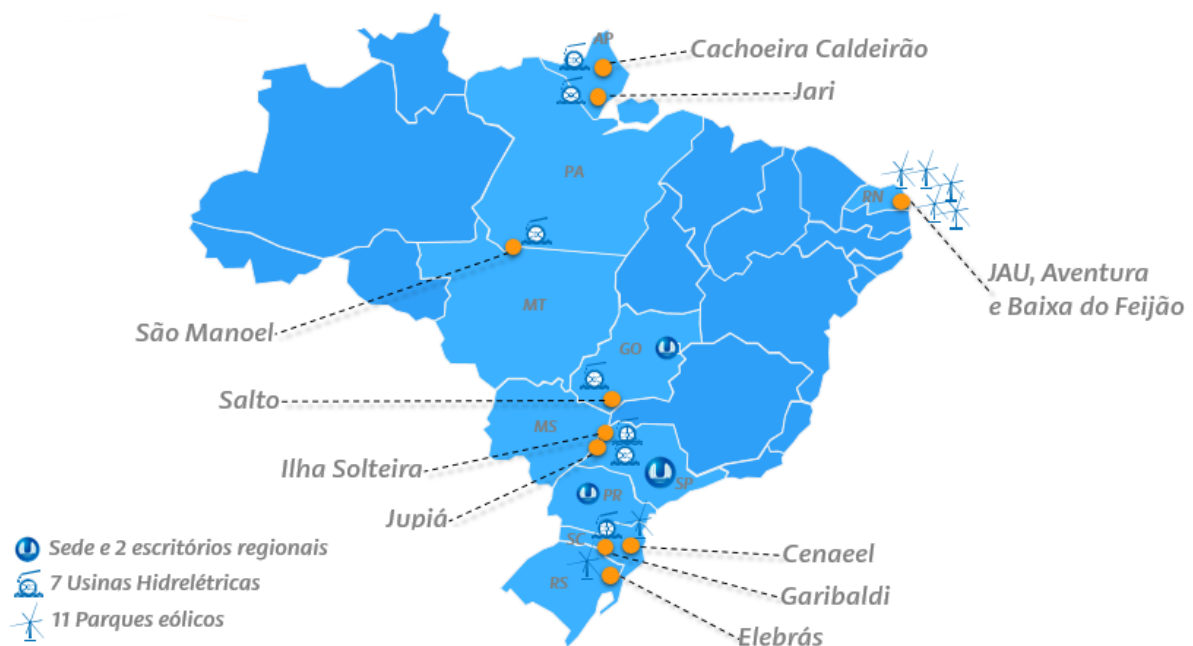 AP
Cachoeira Caldeirão
Jari
PA
RN
JAU, Aventura
e Baixa do Feijão
MT
São Manoel
GO
Salto
MS
Ilha Solteira
SP
PR
Jupiá
SC
Cenaeel
RS
Garibaldi
Elebrás
Sede e 2 escritórios regionais
7 Usinas Hidrelétricas
11 Parques eólicos